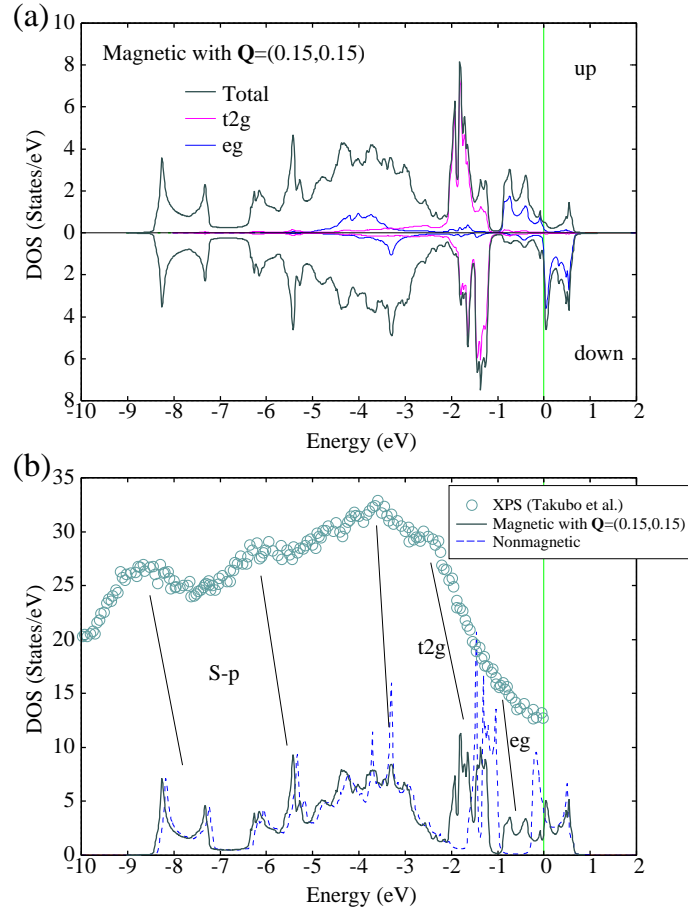 (a)
10
8
6
4
2
0
2
4
6
8
DOS (States/eV)
Magnetic with Q=(0.15,0.15)
Total
t2g
eg
up
down
-10 -9 -8 -7 -6 -5 -4 -3 -2 -1 0 1 2
Energy (eV)
(b)
35
30
25
20
15
10
5
0
DOS (States/eV)
XPS (Takubo et al.)
Magnetic with Q=(0.15,0.15)
Nonmagnetic
S-p
t2g
eg
-10 -9 -8 -7 -6 -5 -4 -3 -2 -1 0 1 2
Energy (eV)